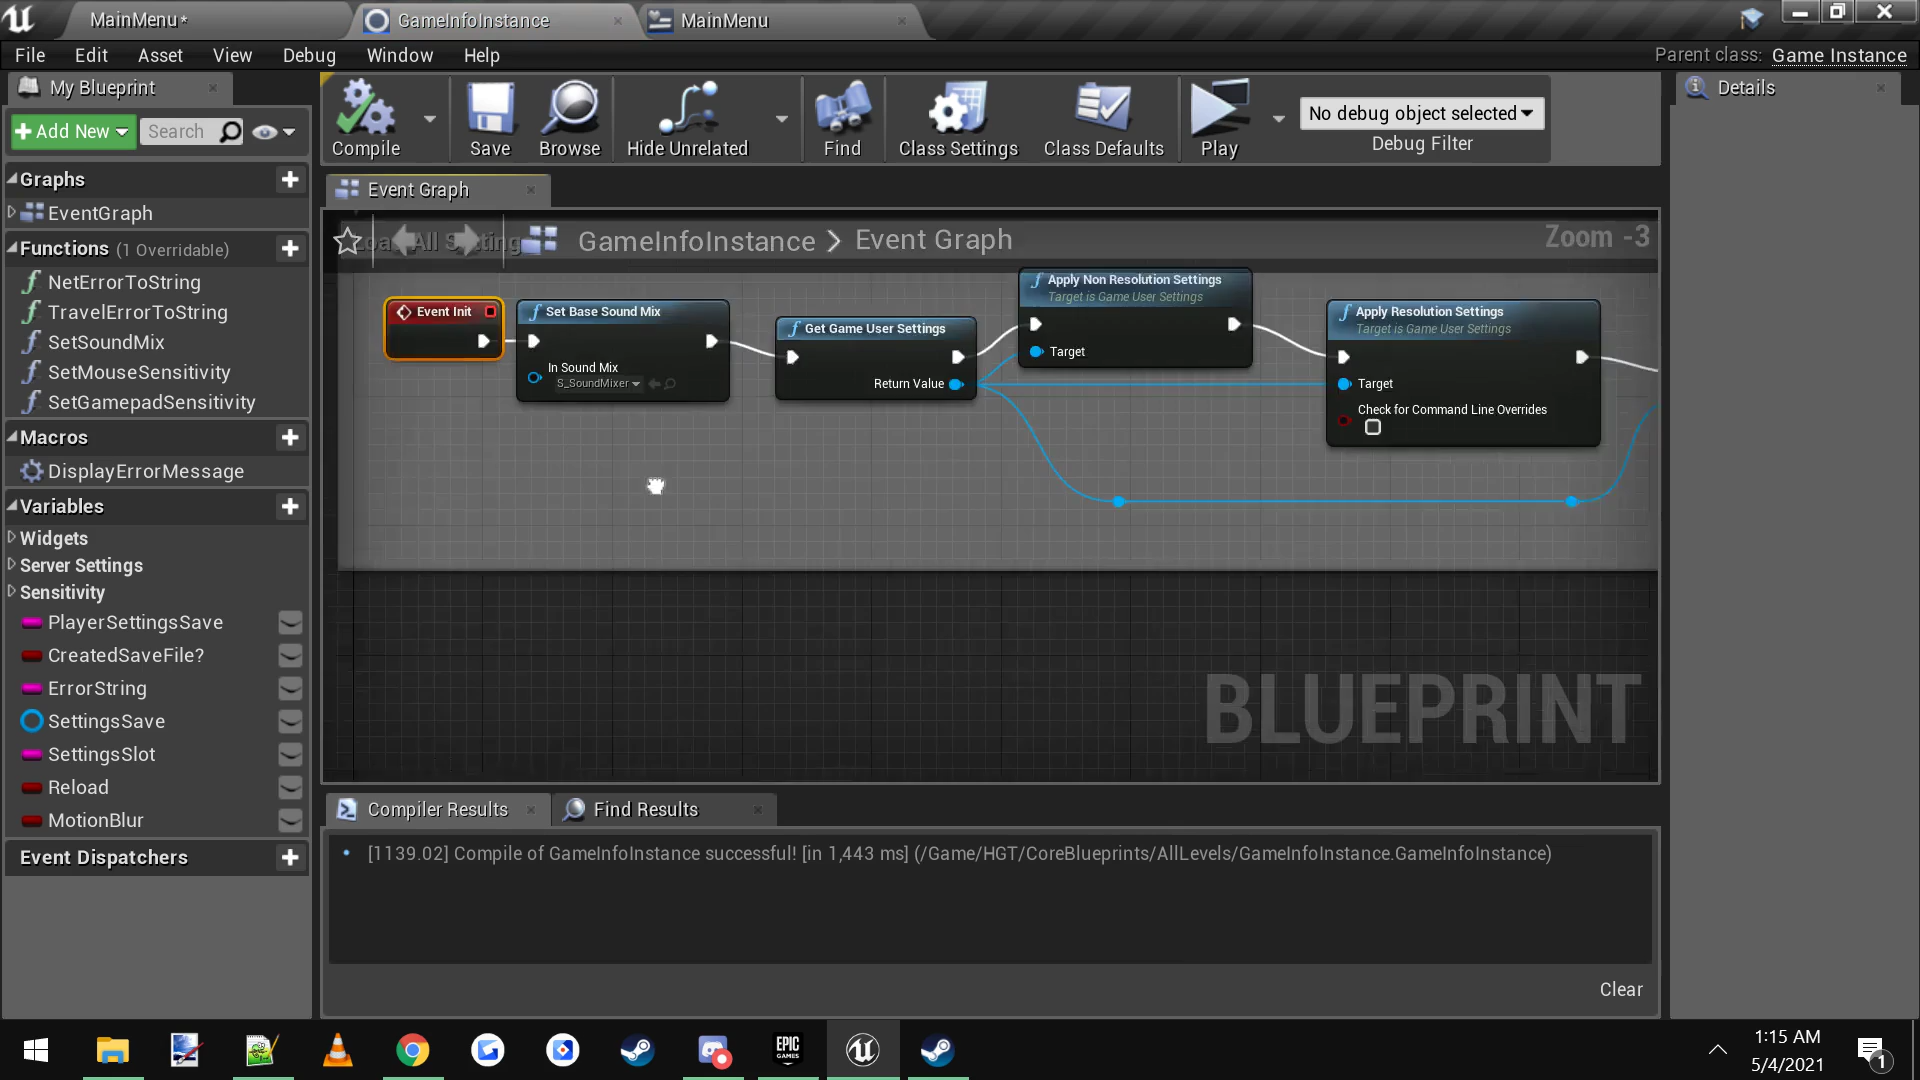 MainMenu*
GameInfoInstance
MainMenu
File
Edit
Asset
View
Debug
Window
Help
Parent class: Game Instance
My Blueprint
Add New
Search
Graphs
EventGraph
Functions (1 Overridable)
NetErrorToString
TravelErrorToString
SetSoundMix
SetMouseSensitivity
SetGamepadSensitivity
Macros
DisplayErrorMessage
Variables
Widgets
Server Settings
Sensitivity
PlayerSettingsSave
CreatedSaveFile?
ErrorString
SettingsSave
SettingsSlot
Reload
MotionBlur
Event Dispatchers
Compile
Save
Browse
Hide Unrelated
Find
Class Settings
Class Defaults
Play
No debug object selected
Debug Filter
Event Graph
GameInfoInstance > Event Graph
Zoom -3
Event Init
Set Base Sound Mix
In Sound Mix
S_SoundMixer
Get Game User Settings
Return Value
Apply Non Resolution Settings
Target is Game User Settings
Target
Apply Resolution Settings
Target is Game User Settings
Target
Check for Command Line Overrides
BLUEPRINT
Compiler Results
Find Results
[1139.02] Compile of GameInfoInstance successful! [in 1,443 ms] (/Game/HGT/CoreBlueprints/AllLevels/GameInfoInstance.GameInfoInstance)
Clear
Details
EPIC
GAMES
1:15 AM
5/4/2021
1